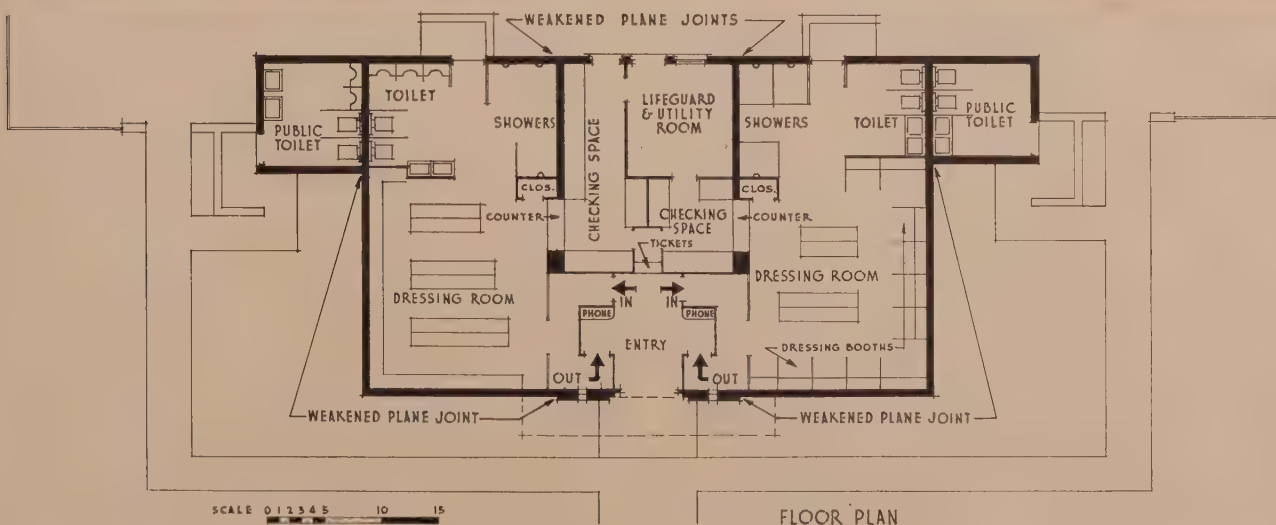 WEAKENED PLANE JOINTS
TOILET
LIFEGUARD
& UTILITY
ROOM
PUBLIC
TOILET
SHOWERS
SHOWERS
TOILET
PUBLIC
TOILET
CHECKING SPACE
CLOS.
CLOS.
COUNTER
CHECKING
SPACE
COUNTER
TICKETS
DRESSING ROOM
DRESSING ROOM
IN
IN
PHONE
PHONE
ENTRY
DRESSING BOOTHS
OUT
OUT
WEAKENED PLANE JOINT
WEAKENED PLANE JOINT
SCALE 0 1 2 3 4 5 10 15
FLOOR PLAN